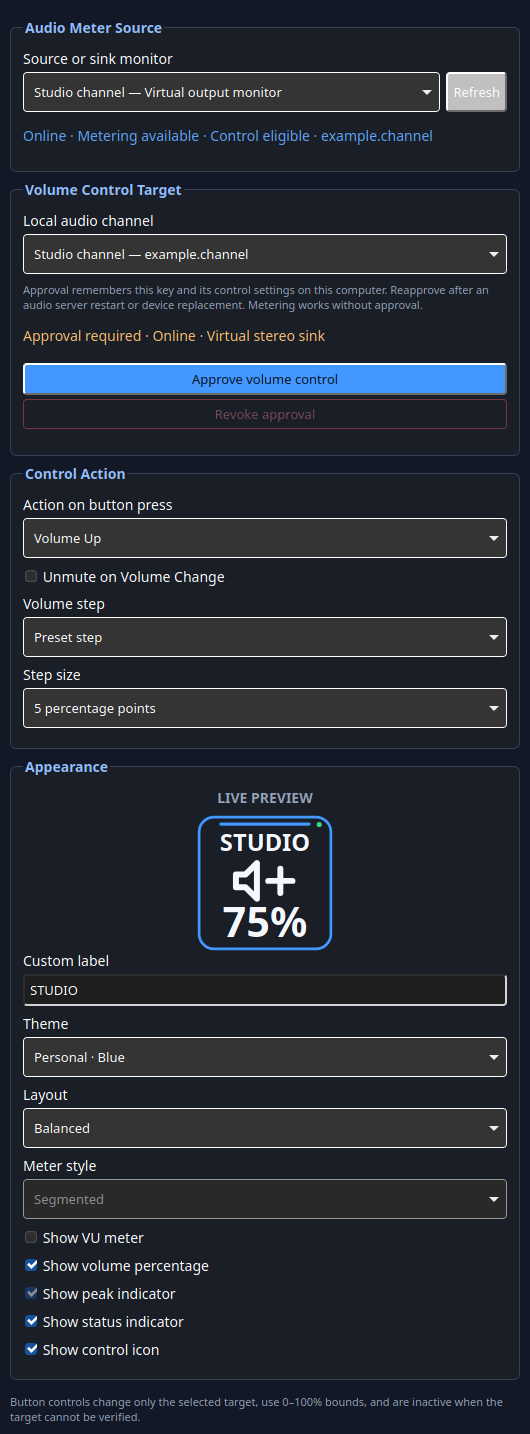 Audio Meter Source
Source or sink monitor
Studio channel — Virtual output monitor
Refresh
Online · Metering available · Control eligible · example.channel
Volume Control Target
Local audio channel
Studio channel — example.channel
Approval remembers this key and its control settings on this computer. Reapprove after an
audio server restart or device replacement. Metering works without approval.
Approval required · Online · Virtual stereo sink
Approve volume control
Revoke approval
Control Action
Action on button press
Volume Up
Unmute on Volume Change
Volume step
Preset step
Step size
5 percentage points
Appearance
LIVE PREVIEW
STUDIO
75%
Custom label
STUDIO
Theme
Personal · Blue
Layout
Balanced
Meter style
Segmented
Show VU meter
Show volume percentage
Show peak indicator
Show status indicator
Show control icon
Button controls change only the selected target, use 0–100% bounds, and are inactive when the
target cannot be verified.